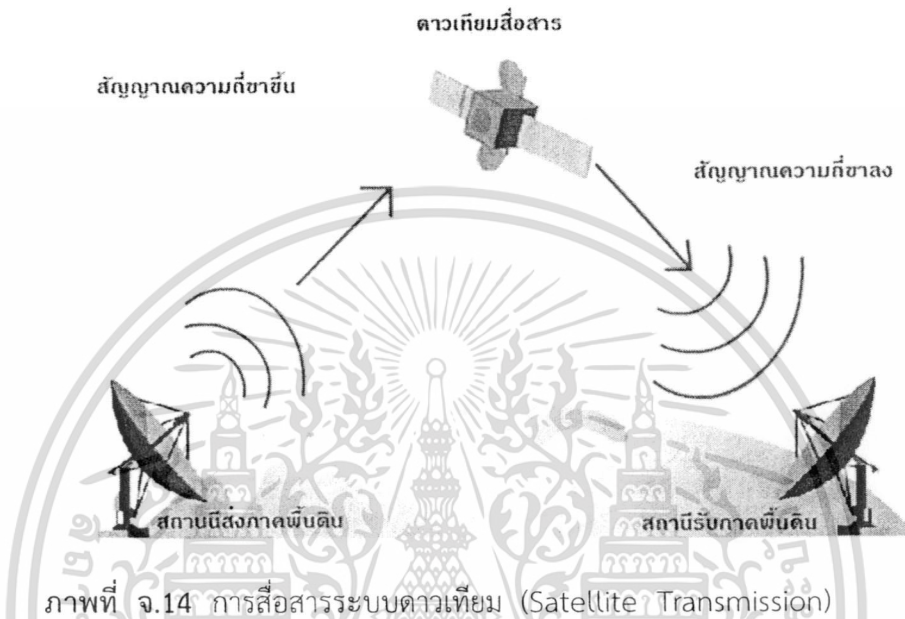 ดาวเทียมสื่อสาร
สัญญาณความถี่ขาขึ้น
สัญญาณความถี่ขาลง
สถานนีส่งภาคพื้นดิน
สถานีรับภาคพื้นดิน
ภาพที่ จ.14 การสื่อสารระบบดาวเทียม (Satellite Transmission)